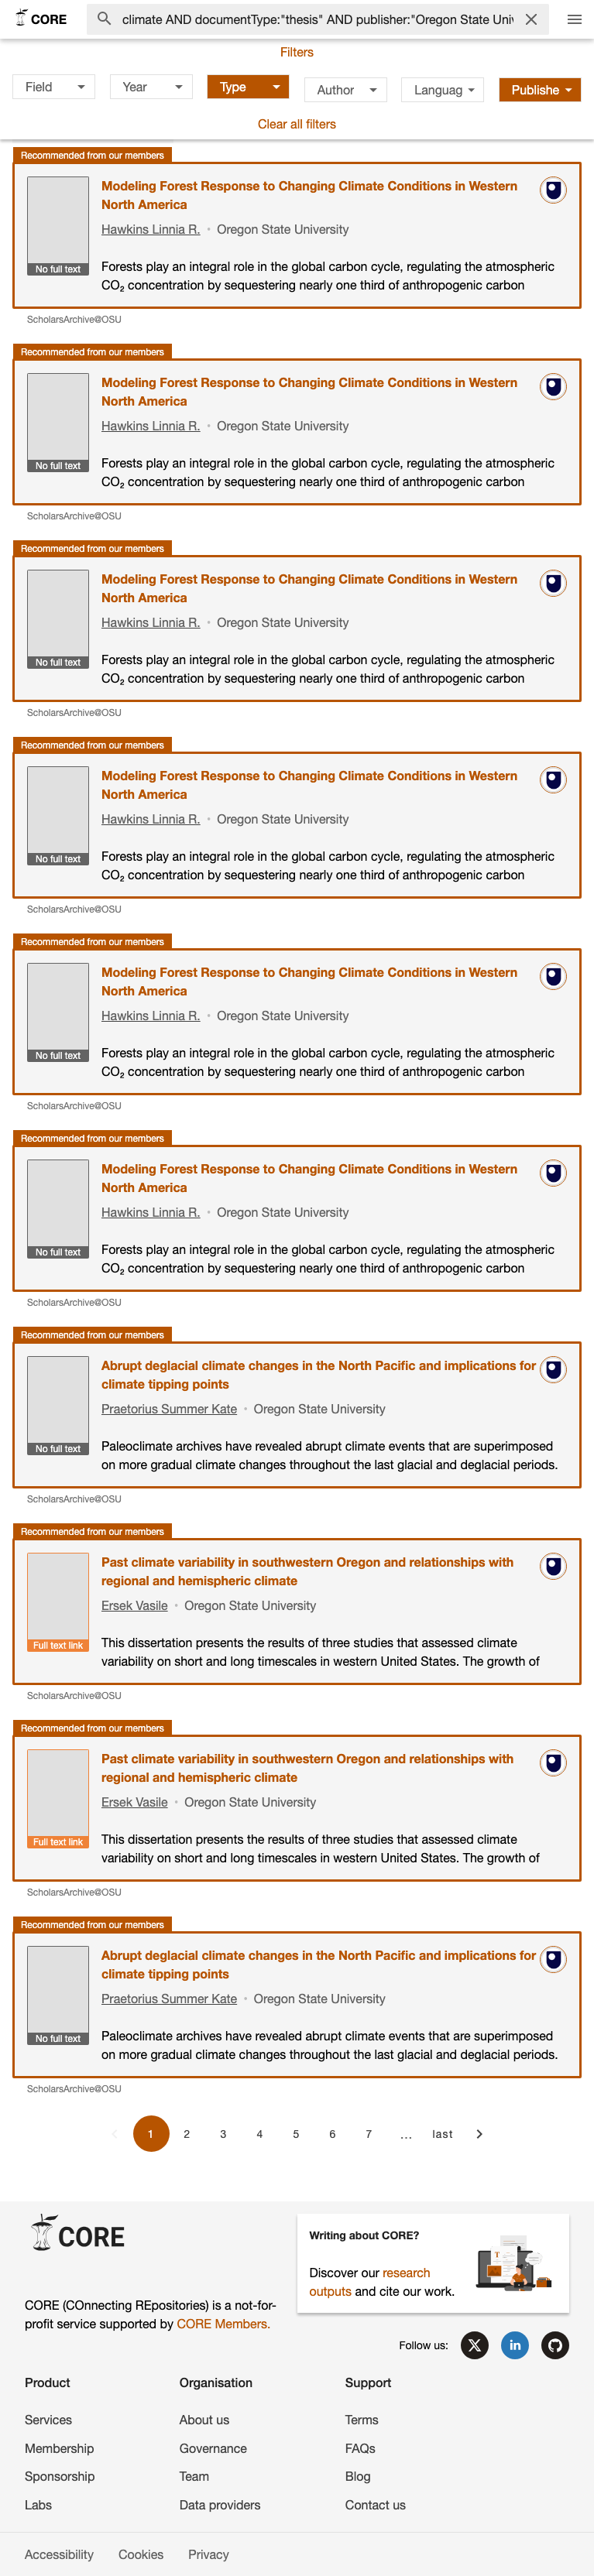 CORE
climate AND documentType:"thesis" AND publisher:"Oregon State Univ
Filters
Field Year Type Author Languag Publishe
Clear all filters
Recommended from our members
Modeling Forest Response to Changing Climate Conditions in Western
North America
Hawkins Linnia R. • Oregon State University
Forests play an integral role in the global carbon cycle, regulating the atmospheric
CO₂ concentration by sequestering nearly one third of anthropogenic carbon
No full text
ScholarsArchive@OSU
Recommended from our members
Modeling Forest Response to Changing Climate Conditions in Western
North America
Hawkins Linnia R. • Oregon State University
Forests play an integral role in the global carbon cycle, regulating the atmospheric
CO₂ concentration by sequestering nearly one third of anthropogenic carbon
No full text
ScholarsArchive@OSU
Recommended from our members
Modeling Forest Response to Changing Climate Conditions in Western
North America
Hawkins Linnia R. • Oregon State University
Forests play an integral role in the global carbon cycle, regulating the atmospheric
CO₂ concentration by sequestering nearly one third of anthropogenic carbon
No full text
ScholarsArchive@OSU
Recommended from our members
Modeling Forest Response to Changing Climate Conditions in Western
North America
Hawkins Linnia R. • Oregon State University
Forests play an integral role in the global carbon cycle, regulating the atmospheric
CO₂ concentration by sequestering nearly one third of anthropogenic carbon
No full text
ScholarsArchive@OSU
Recommended from our members
Modeling Forest Response to Changing Climate Conditions in Western
North America
Hawkins Linnia R. • Oregon State University
Forests play an integral role in the global carbon cycle, regulating the atmospheric
CO₂ concentration by sequestering nearly one third of anthropogenic carbon
No full text
ScholarsArchive@OSU
Recommended from our members
Modeling Forest Response to Changing Climate Conditions in Western
North America
Hawkins Linnia R. • Oregon State University
Forests play an integral role in the global carbon cycle, regulating the atmospheric
CO₂ concentration by sequestering nearly one third of anthropogenic carbon
No full text
ScholarsArchive@OSU
Recommended from our members
Abrupt deglacial climate changes in the North Pacific and implications for
climate tipping points
Praetorius Summer Kate • Oregon State University
Paleoclimate archives have revealed abrupt climate events that are superimposed
on more gradual climate changes throughout the last glacial and deglacial periods.
No full text
ScholarsArchive@OSU
Recommended from our members
Past climate variability in southwestern Oregon and relationships with
regional and hemispheric climate
Ersek Vasile • Oregon State University
This dissertation presents the results of three studies that assessed climate
variability on short and long timescales in western United States. The growth of
Full text link
ScholarsArchive@OSU
Recommended from our members
Past climate variability in southwestern Oregon and relationships with
regional and hemispheric climate
Ersek Vasile • Oregon State University
This dissertation presents the results of three studies that assessed climate
variability on short and long timescales in western United States. The growth of
Full text link
ScholarsArchive@OSU
Recommended from our members
Abrupt deglacial climate changes in the North Pacific and implications for
climate tipping points
Praetorius Summer Kate • Oregon State University
Paleoclimate archives have revealed abrupt climate events that are superimposed
on more gradual climate changes throughout the last glacial and deglacial periods.
No full text
ScholarsArchive@OSU
1 2 3 4 5 6 7 ... last
CORE
CORE (COnnecting REpositories) is a not-for-
profit service supported by CORE Members.
Writing about CORE?
Discover our research
outputs and cite our work.
Follow us:
Product
Services
Membership
Sponsorship
Labs
Organisation
About us
Governance
Team
Data providers
Support
Terms
FAQs
Blog
Contact us
Accessibility Cookies Privacy